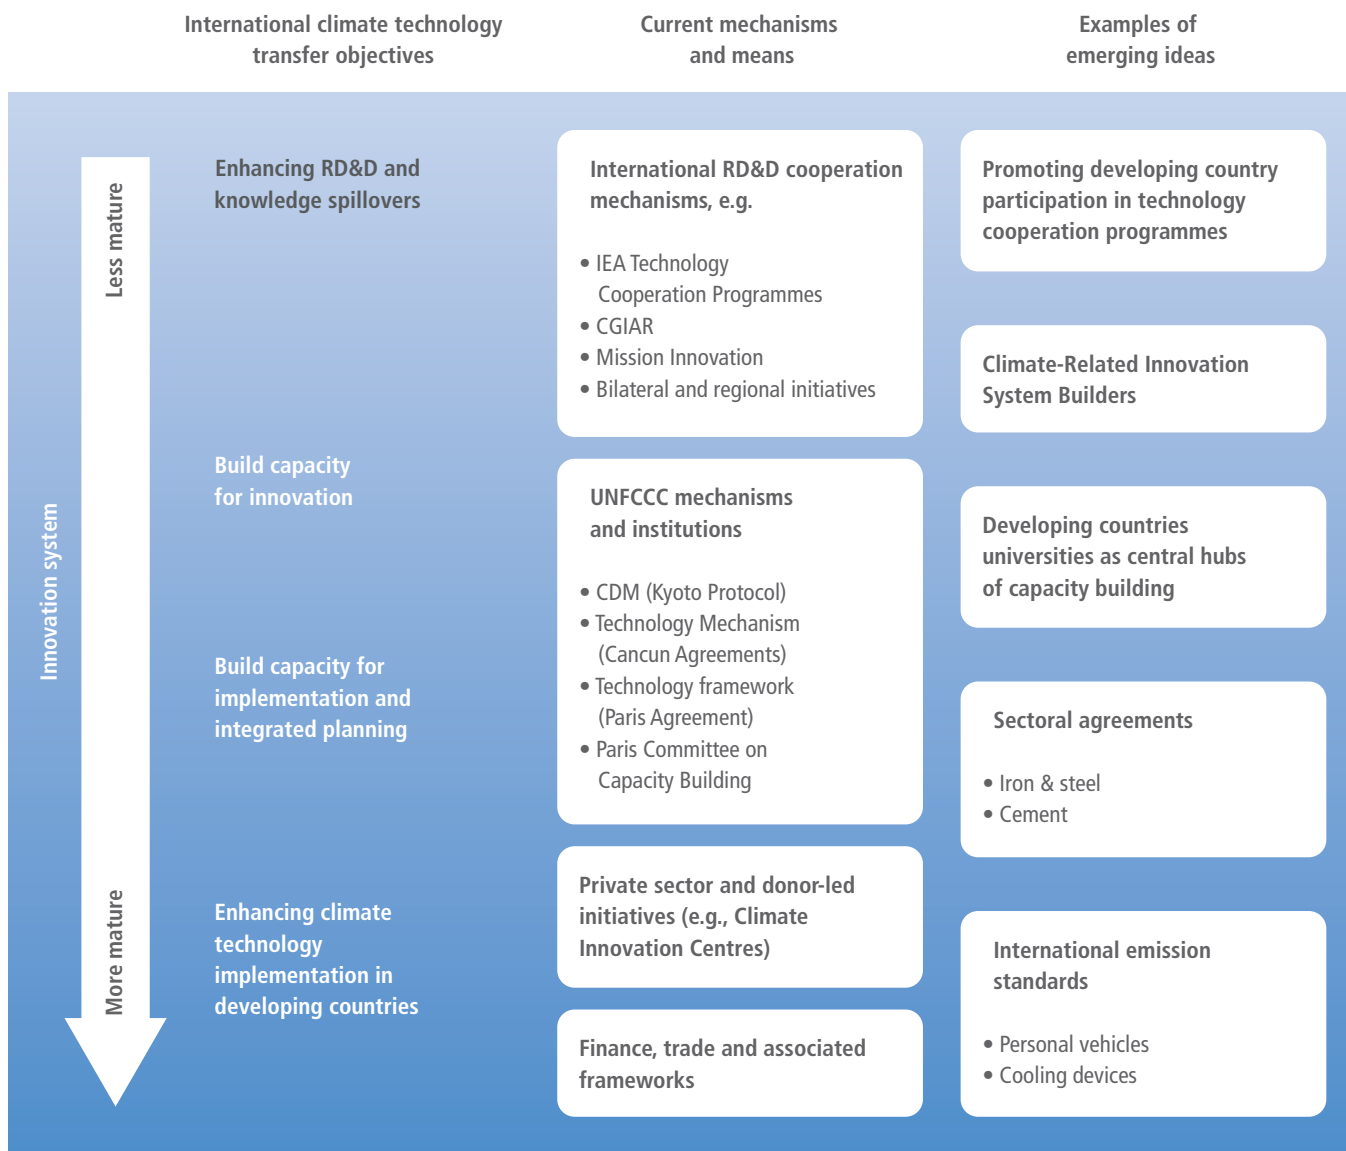 International climate technology
transfer objectives
Current mechanisms
and means
Examples of
emerging ideas
Innovation system
Less mature
More mature
Enhancing RD&D and
knowledge spillovers
Build capacity
for innovation
Build capacity for
implementation and
integrated planning
Enhancing climate
technology
implementation in
developing countries
International RD&D cooperation
mechanisms, e.g.
• IEA Technology
Cooperation Programmes
• CGIAR
• Mission Innovation
• Bilateral and regional initiatives
UNFCCC mechanisms
and institutions
• CDM (Kyoto Protocol)
• Technology Mechanism
(Cancun Agreements)
• Technology framework
(Paris Agreement)
• Paris Committee on
Capacity Building
Private sector and donor-led
initiatives (e.g., Climate
Innovation Centres)
Finance, trade and associated
frameworks
Promoting developing country
participation in technology
cooperation programmes
Climate-Related Innovation
System Builders
Developing countries
universities as central hubs
of capacity building
Sectoral agreements
• Iron & steel
• Cement
International emission
standards
• Personal vehicles
• Cooling devices